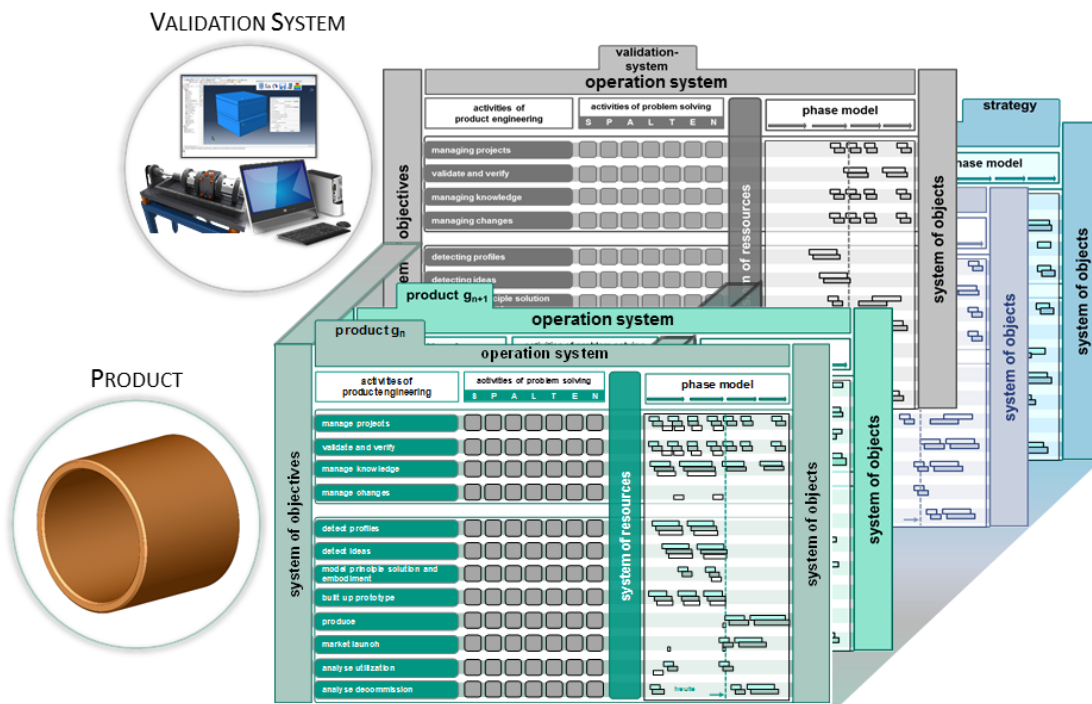 VALIDATION SYSTEM
validation-
system
operation system
activities of
product engineering
activities of problem solving
S P A L T E N
phase model
managing projects
validate and verify
managing knowledge
managing changes
detecting profiles
detecting ideas
solution
objectives
of ressources
system of objects
strategy
phase model
system of objects
system of objects
product gn+1
operation system
system of objects
product gn
operation system
activities of
product engineering
activities of problem solving
S P A L T E N
phase model
manage projects
validate and verify
manage knowledge
manage changes
detect profiles
detect ideas
model principle solution and
embodiment
built up prototype
produce
market launch
analyse utilization
analyse decommission
heute
system of objectives
system of resources
system of objects
PRODUCT